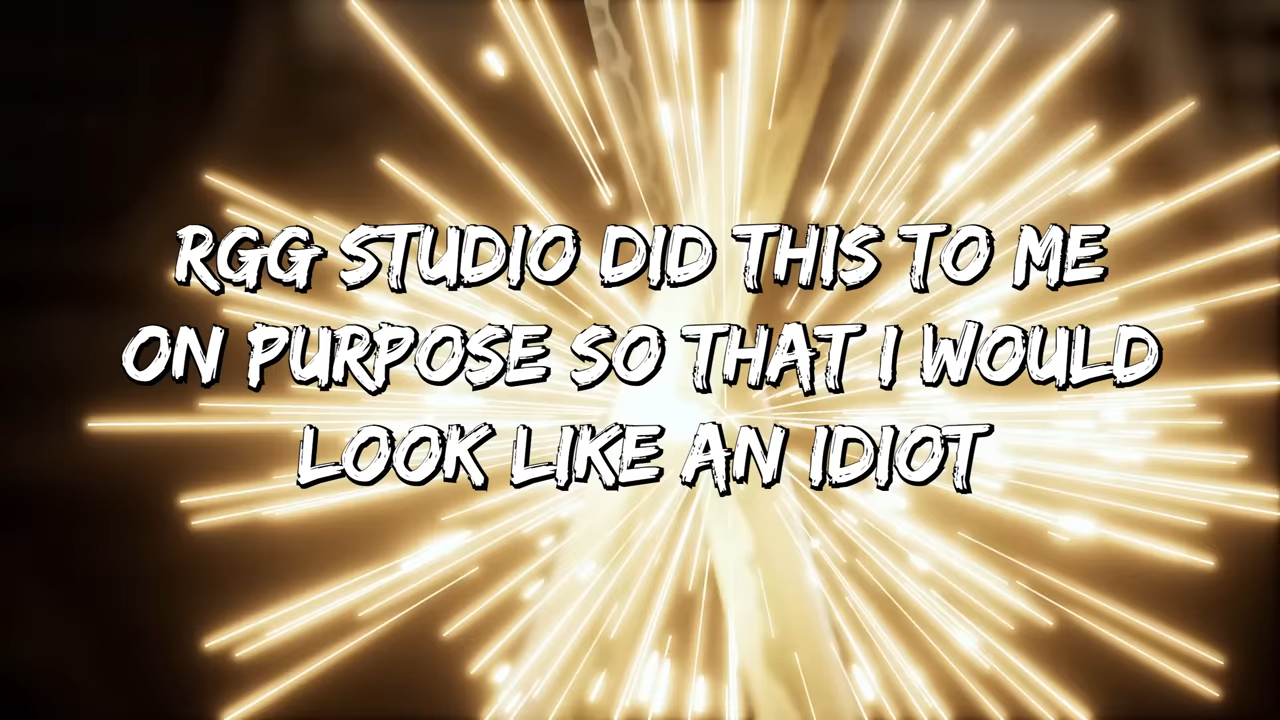 RGG STUDIO DID THIS TO ME
ON PURPOSE SO THAT I WOULD
LOOK LIKE AN IDIOT